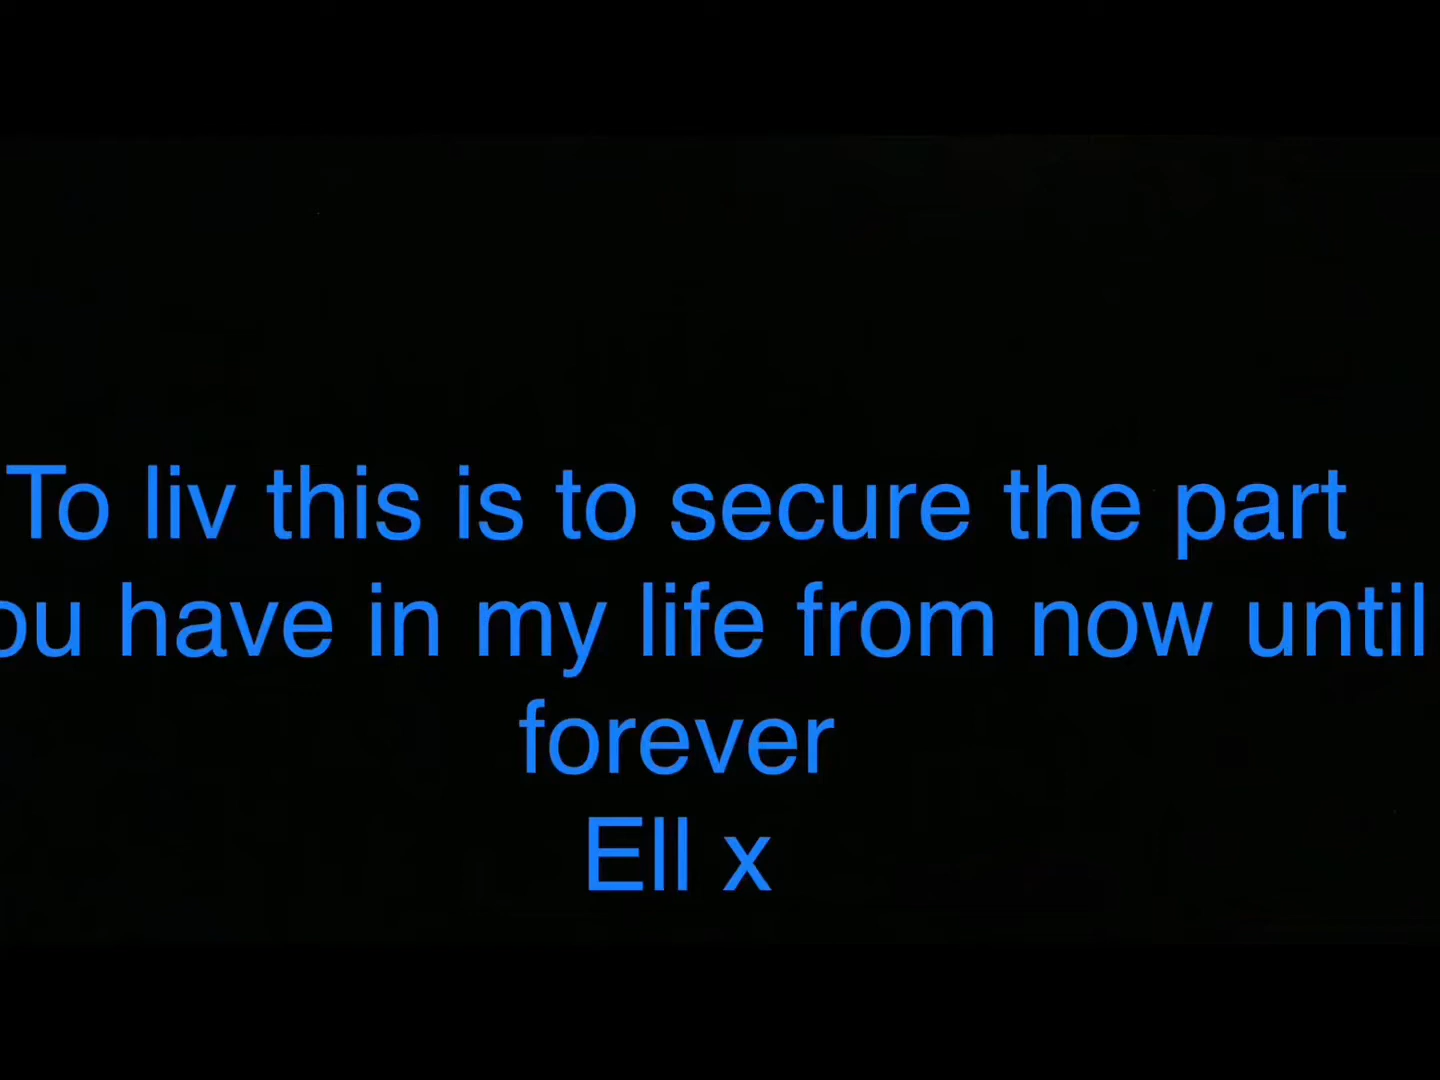 To liv this is to secure the part
ou have in my life from now until
forever
Ell x